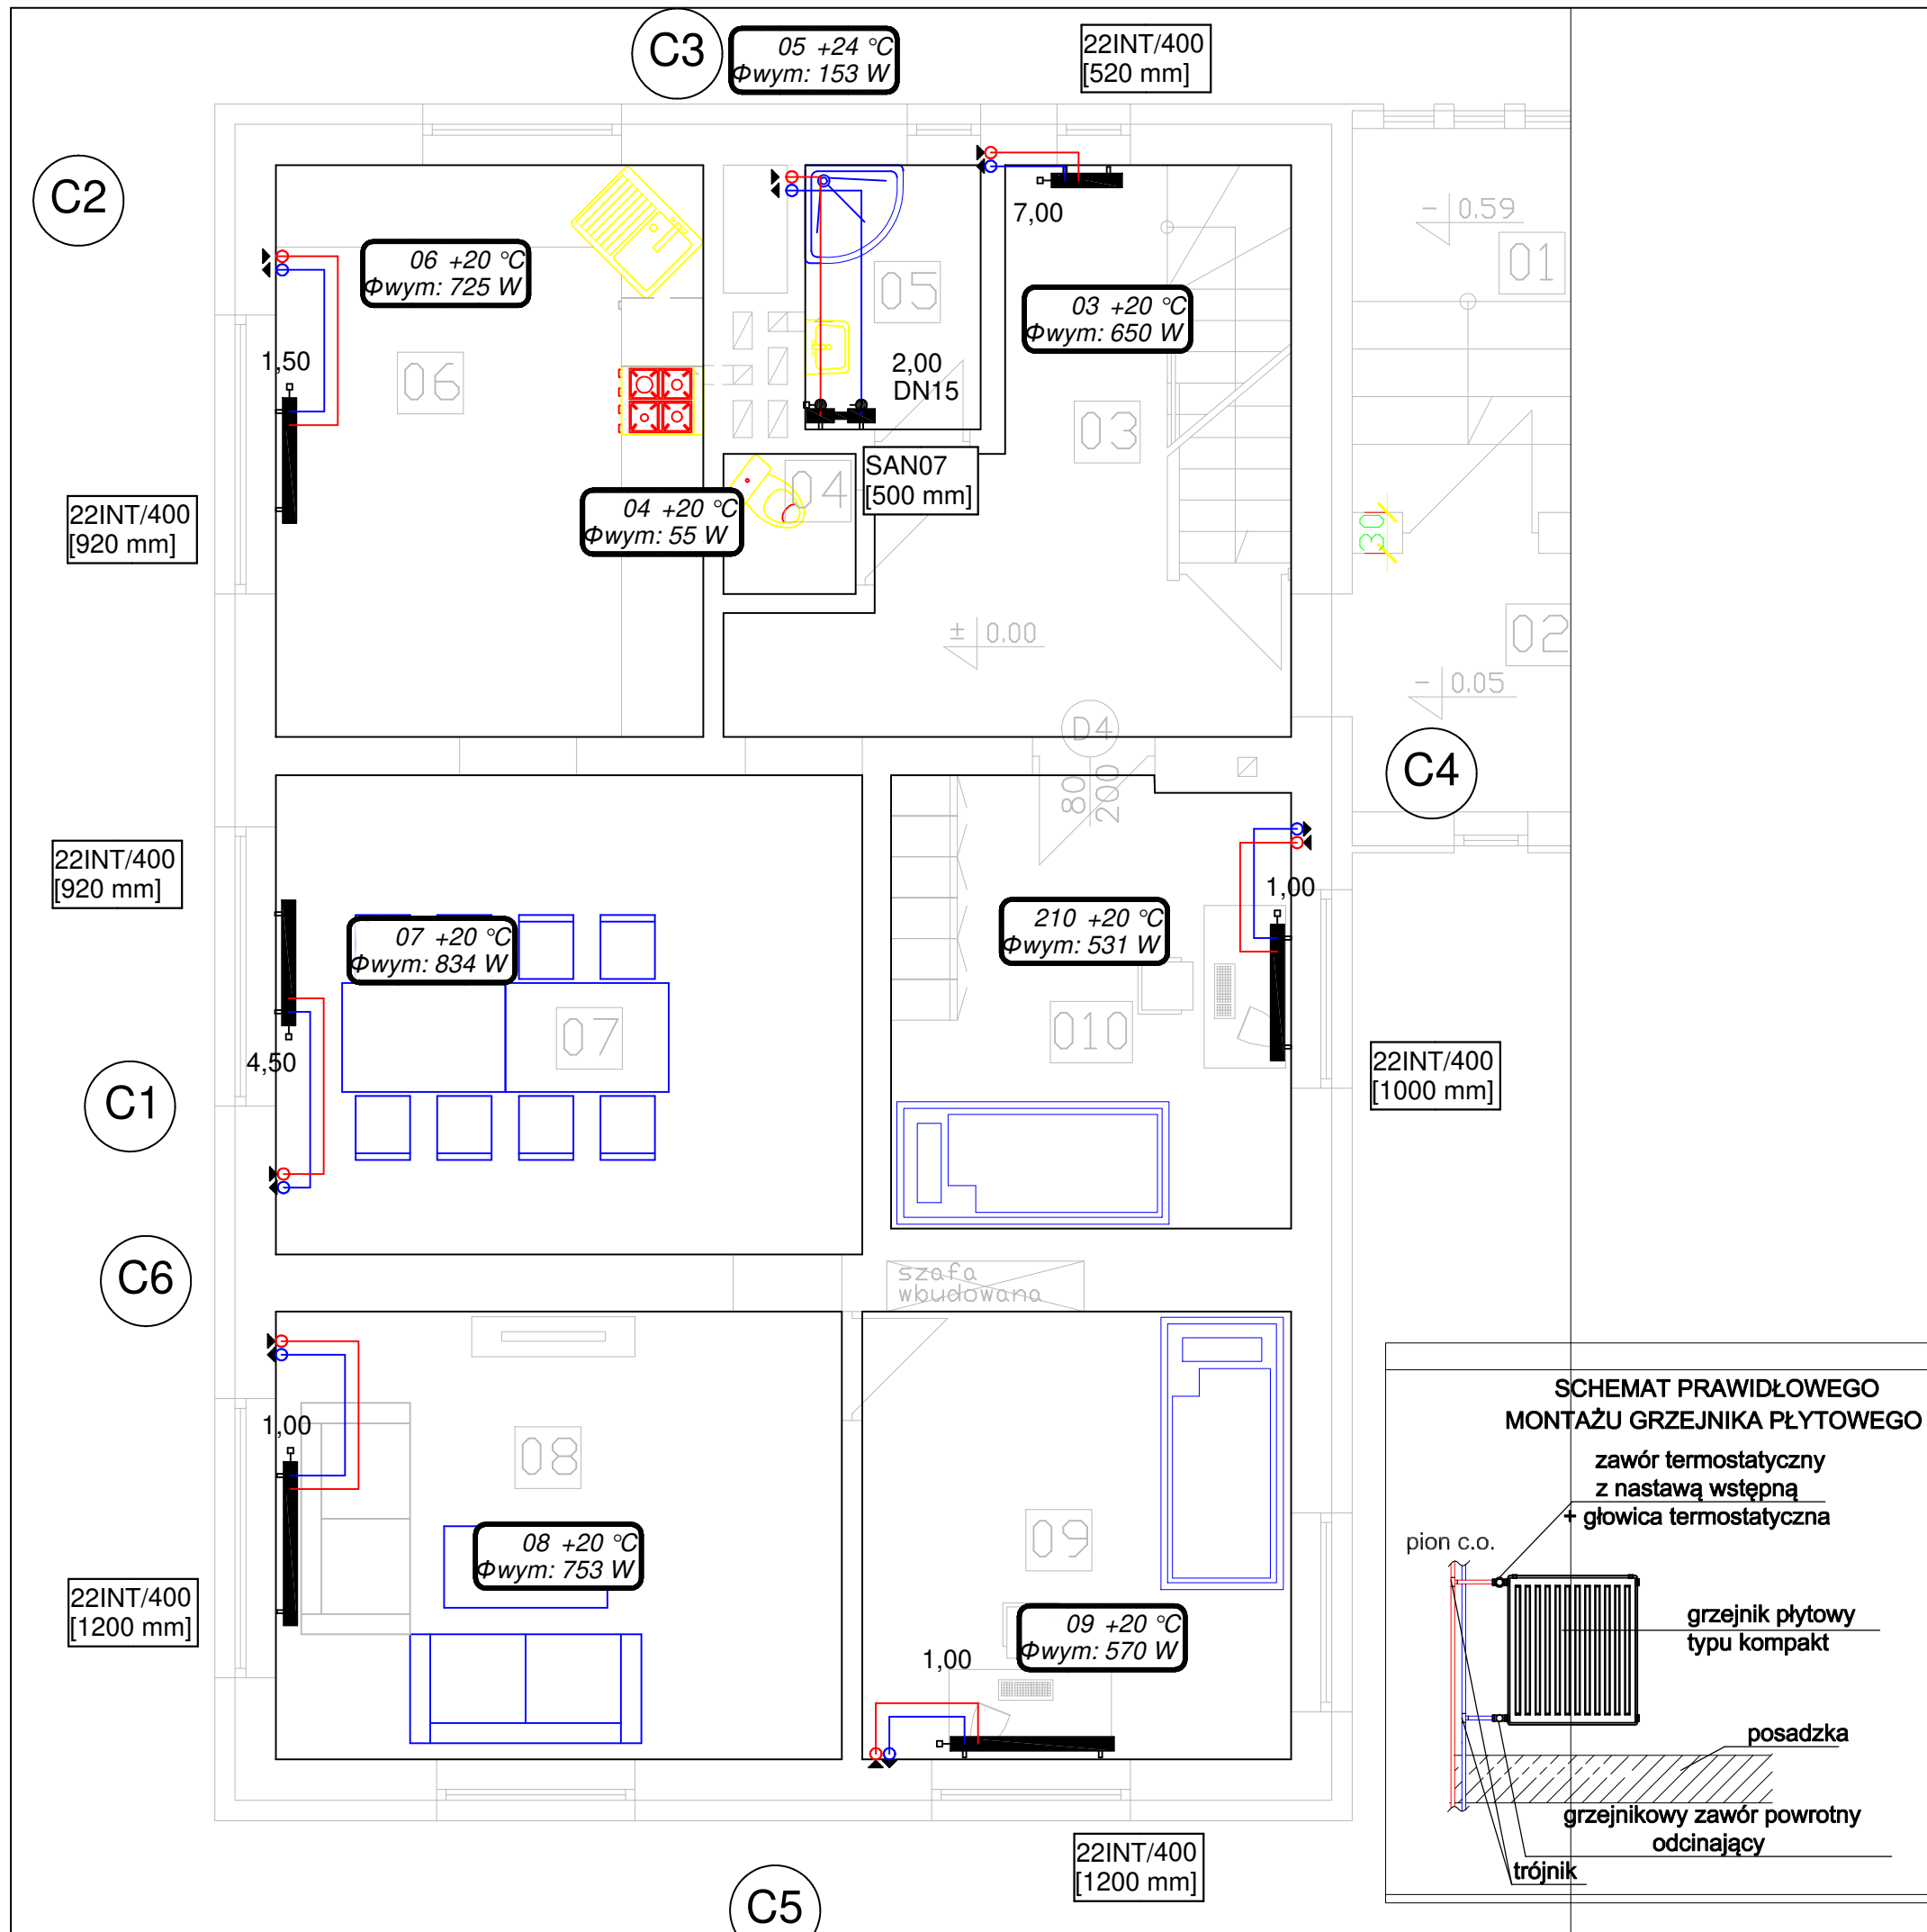 C3
05 +24 °C
Φwym: 153 W
22INT/400
[520 mm]
C2
06 +20 °C
Φwym: 725 W
1,50
06
05
2,00
DN15
7,00
03 +20 °C
Φwym: 650 W
03
- 0.59
01
22INT/400
[920 mm]
04 +20 °C
Φwym: 55 W
04
SAN07
[500 mm]
30
± 0.00
02
- 0.05
D4
80
200
C4
22INT/400
[920 mm]
07 +20 °C
Φwym: 834 W
07
4,50
C1
210 +20 °C
Φwym: 531 W
1,00
010
22INT/400
[1000 mm]
C6
szafa
wbudowana
1,00
08
08 +20 °C
Φwym: 753 W
22INT/400
[1200 mm]
09
09 +20 °C
Φwym: 570 W
1,00
22INT/400
[1200 mm]
C5
SCHEMAT PRAWIDŁOWEGO
MONTAŻU GRZEJNIKA PŁYTOWEGO
zawór termostatyczny
z nastawą wstępną
+ głowica termostatyczna
pion c.o.
grzejnik płytowy
typu kompakt
posadzka
grzejnikowy zawór powrotny
odcinający
trójnik